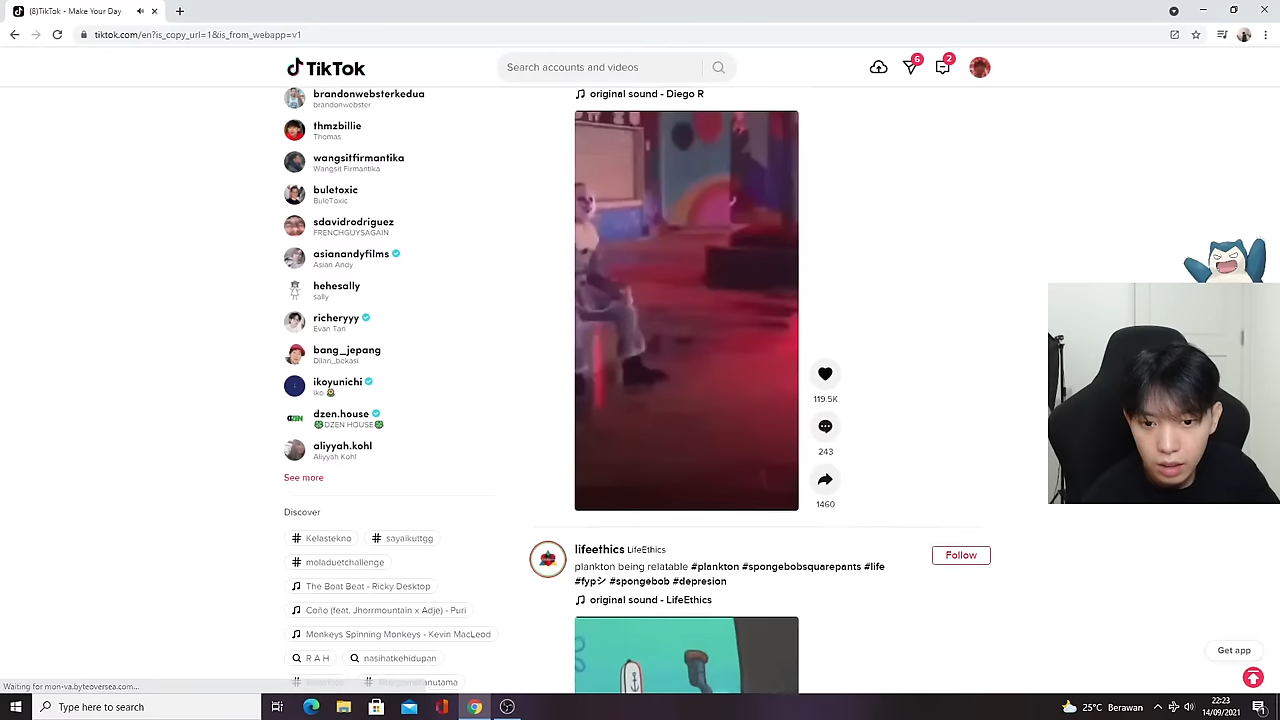 (8)TikTok - Make Your Day
tiktok.com/en?is_copy_url=1&is_from_webapp=v1
TikTok
Search accounts and videos
6
2
brandonwebsterkedua
brandonwebster
thmzbillie
Thomas
wangsitfirmantika
Wangsit Firmantika
buletoxic
BuleToxic
sdavidrodriguez
FRENCHGUYSAGAIN
asianandyfilms
Asian Andy
hehesally
sally
richeryyy
Evan Tan
bang_jepang
Dilan_bekasi
ikoyunichi
Iko
dzen.house
🍀DZEN HOUSE🍀
aliyyah.kohl
Aliyyah Kohl
See more
Discover
# Kelastekno
# sayaikuttgg
# moladuetchallenge
The Boat Beat - Ricky Desktop
Coño (feat. Jhorrmountain x Adje) - Puri
Monkeys Spinning Monkeys - Kevin MacLeod
R A H
nasihatkehidupan
original sound - Diego R
119.5K
243
1460
lifeethics LifeEthics
Follow
plankton being relatable #plankton #spongebobsquarepants #life
#fypシ #spongebob #depresion
original sound - LifeEthics
Get app
Waiting for mon-va.byteoversea.com...
Type here to search
25°C Berawan
22:23
14/09/2021